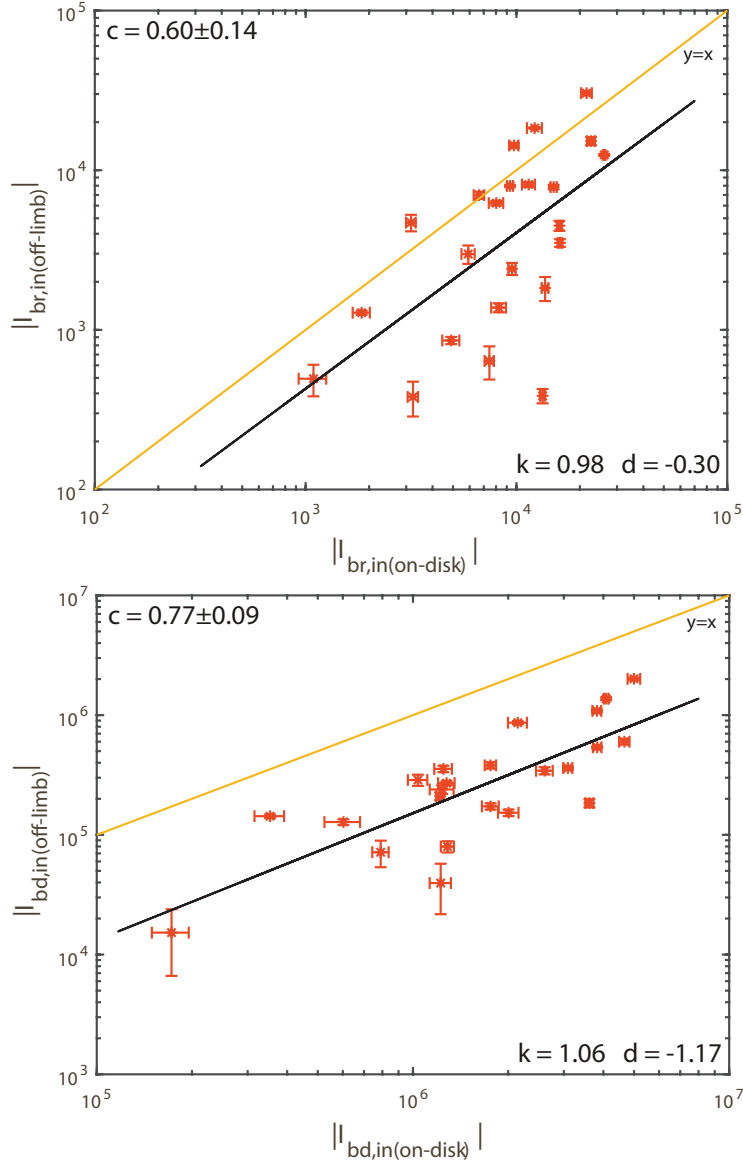 10^5
c = 0.60±0.14
y=x
10^4
|I_br,in(off-limb)|
10^3
k = 0.98 d = -0.30
10^2
10^2 10^3 10^4 10^5
|I_br,in(on-disk)|
10^7
c = 0.77±0.09
y=x
10^6
|I_bd,in(off-limb)|
10^5
10^4
k = 1.06 d = -1.17
10^3
10^5 10^6 10^7
|I_bd,in(on-disk)|